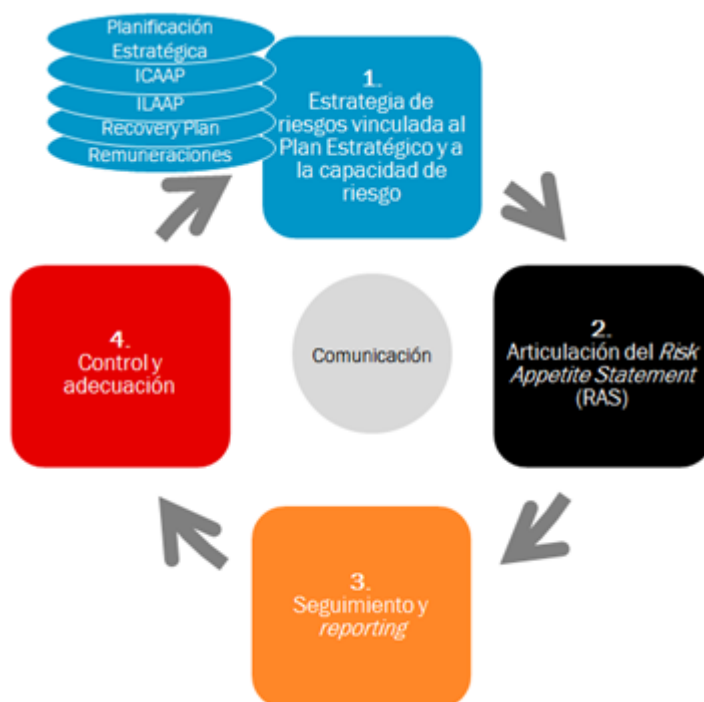 Planificación
Estratégica
ICAAP
ILAAP
Recovery Plan
Remuneraciones
1.
Estrategia de
riesgos vinculada al
Plan Estratégico y a
la capacidad de
riesgo
2.
Articulación del Risk
Appetite Statement
(RAS)
Comunicación
4.
Control y
adecuación
3.
Seguimiento y
reporting